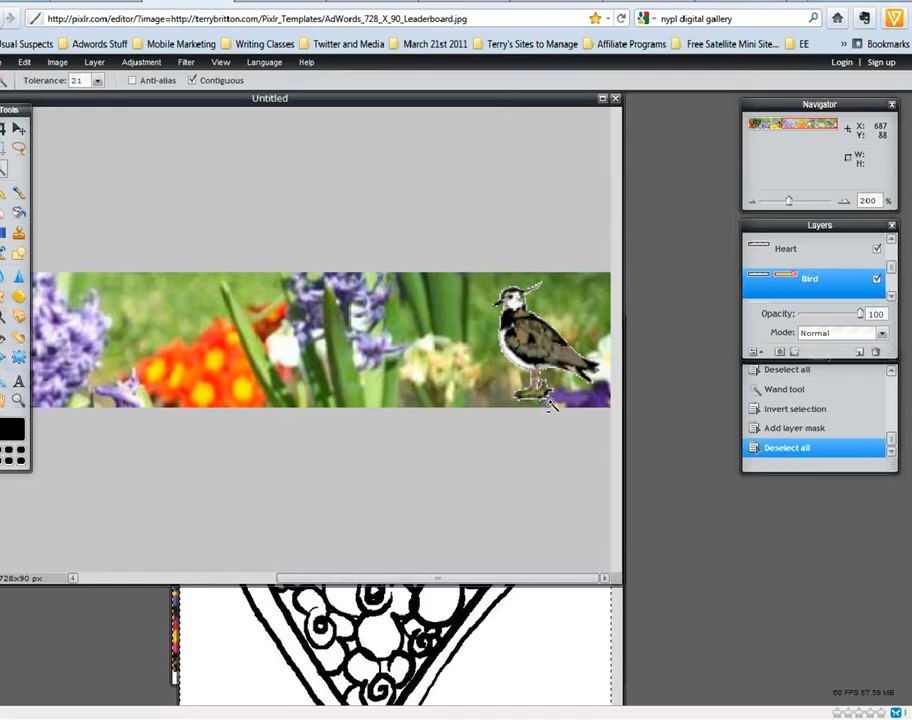 http://pixlr.com/editor/?image=http://terrybritton.com/Pixlr_Templates/AdWords_728_X_90_Leaderboard.jpg
nypl digital gallery
Usual Suspects Adwords Stuff Mobile Marketing Writing Classes Twitter and Media March 21st 2011 Terry's Sites to Manage Affiliate Programs Free Satellite Mini Site... EE » Bookmarks
Edit Image Layer Adjustment Filter View Language Help Login Sign up
Tolerance: 21 Anti-alias Contiguous
Untitled
Tools
Navigator
X: 687
Y: 88
W:
H:
200 %
Layers
Heart
Bird
Opacity: 100
Mode: Normal
Deselect all
Wand tool
Invert selection
Add layer mask
Deselect all
728x90 px
60 FPS 57.59 MB